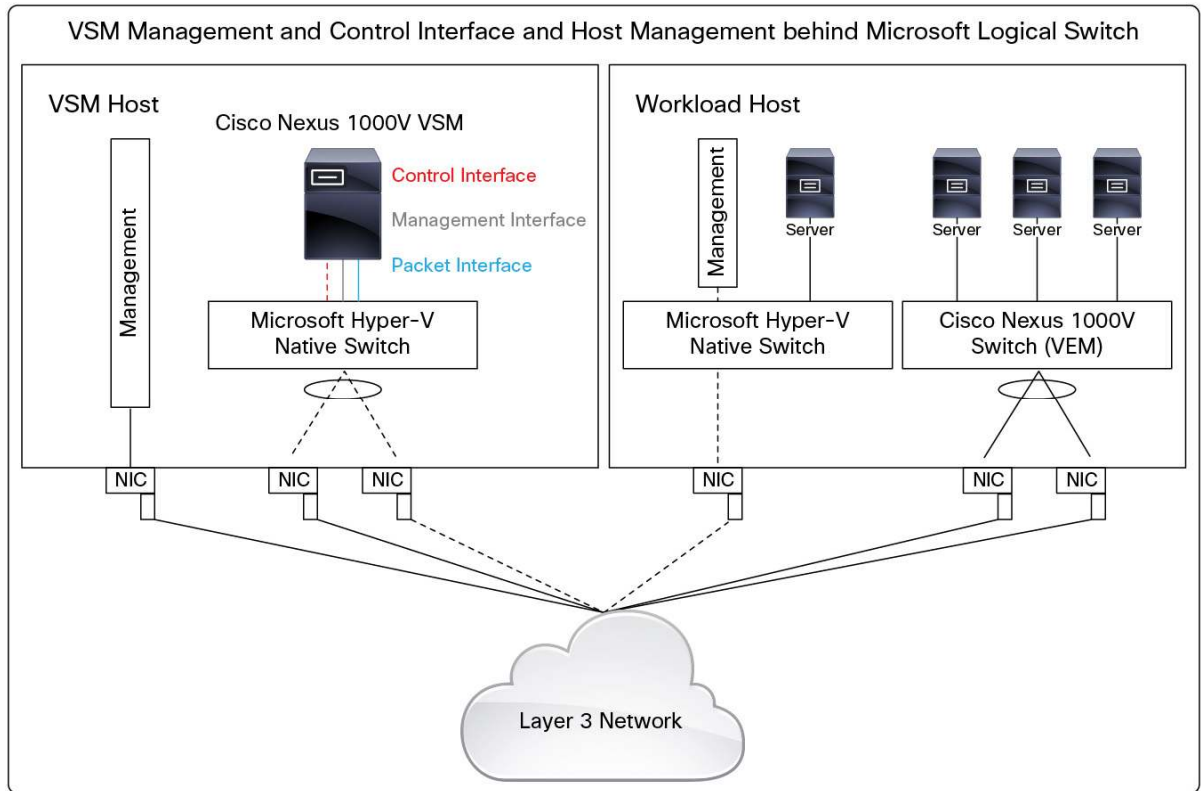 VSM Management and Control Interface and Host Management behind Microsoft Logical Switch
VSM Host
Management
Cisco Nexus 1000V VSM
Control Interface
Management Interface
Packet Interface
Microsoft Hyper-V
Native Switch
NIC
NIC
NIC
Workload Host
Management
Server
Server
Server
Server
Microsoft Hyper-V
Native Switch
Cisco Nexus 1000V
Switch (VEM)
NIC
NIC
NIC
Layer 3 Network